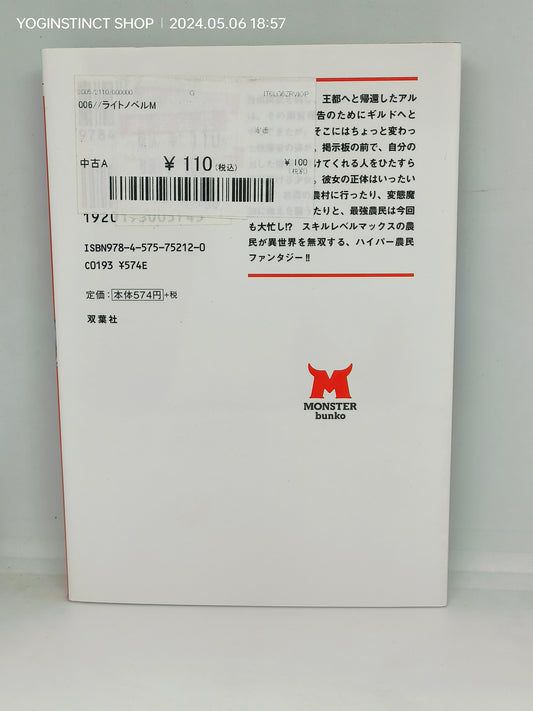 YOGINSTINCT SHOP | 2024.05.06 18:57
2005/2110/000000
006//ライトノベルM
定価
中古A
¥110(税込)
¥100
(税抜)
王都へと帰還したアル
告のためにギルドへと
そこにはちょっと変わっ
、掲示板の前で、自分の
けてくれる人をひたすら
。彼女の正体はいったい
農村に行ったり、変態魔
たりと、最強農民は今回
も大忙し!? スキルレベルマックスの農
民が異世界を無双する、ハイパー農民
ファンタジー!!
ISBN978-4-575-75212-0
C0193 ¥574E
定価：本体574円+税
双葉社
MONSTER
bunko